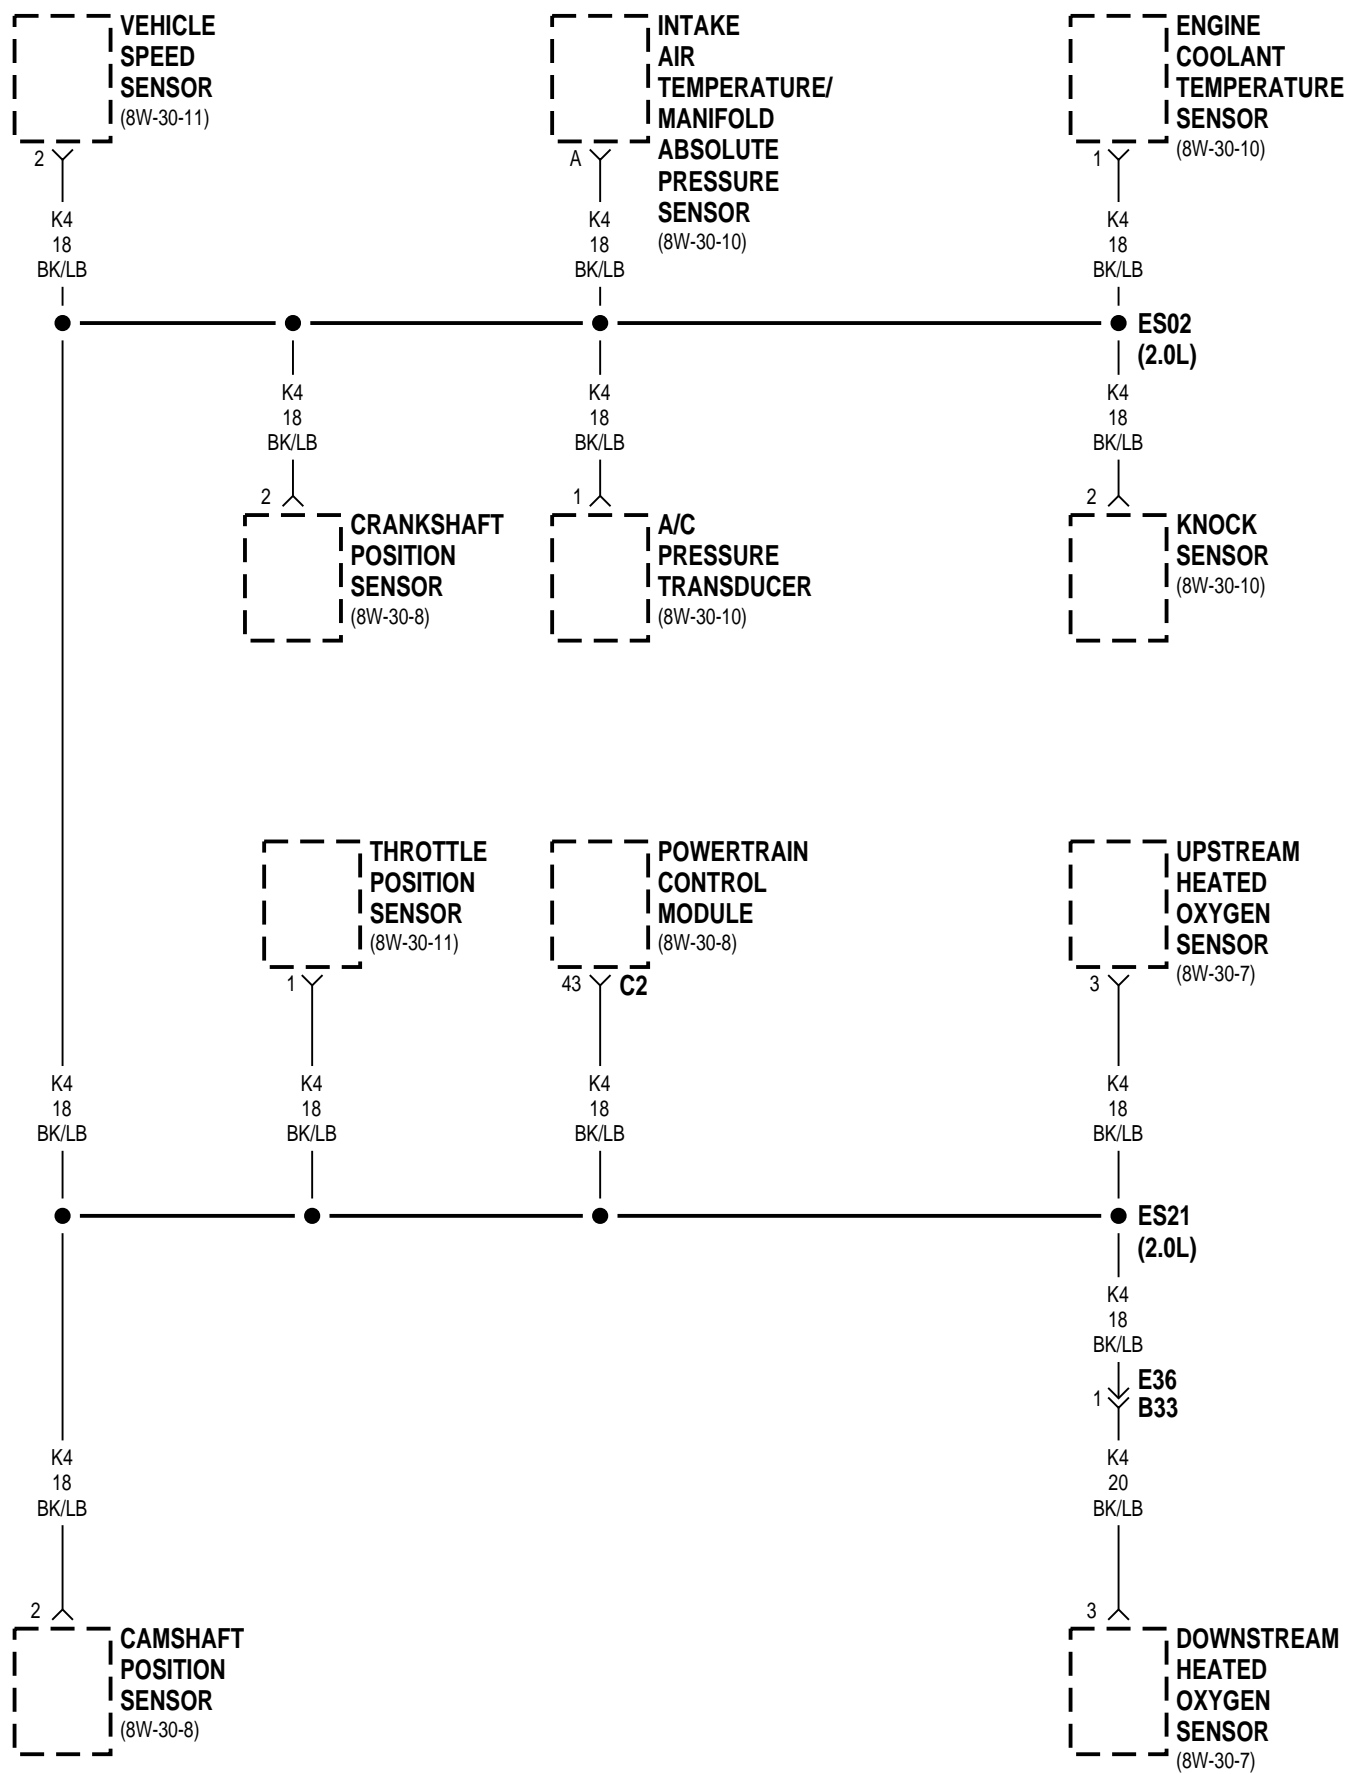 VEHICLE
SPEED
SENSOR
(8W-30-11)
2
K4
18
BK/LB
INTAKE
AIR
TEMPERATURE/
MANIFOLD
ABSOLUTE
PRESSURE
SENSOR
(8W-30-10)
A
K4
18
BK/LB
ENGINE
COOLANT
TEMPERATURE
SENSOR
(8W-30-10)
1
K4
18
BK/LB
ES02
(2.0L)
K4
18
BK/LB
2
CRANKSHAFT
POSITION
SENSOR
(8W-30-8)
K4
18
BK/LB
1
A/C
PRESSURE
TRANSDUCER
(8W-30-10)
K4
18
BK/LB
2
KNOCK
SENSOR
(8W-30-10)
THROTTLE
POSITION
SENSOR
(8W-30-11)
1
POWERTRAIN
CONTROL
MODULE
(8W-30-8)
43 C2
UPSTREAM
HEATED
OXYGEN
SENSOR
(8W-30-7)
3
K4
18
BK/LB
K4
18
BK/LB
K4
18
BK/LB
K4
18
BK/LB
ES21
(2.0L)
K4
18
BK/LB
E36
1
B33
K4
18
BK/LB
2
CAMSHAFT
POSITION
SENSOR
(8W-30-8)
K4
20
BK/LB
3
DOWNSTREAM
HEATED
OXYGEN
SENSOR
(8W-30-7)